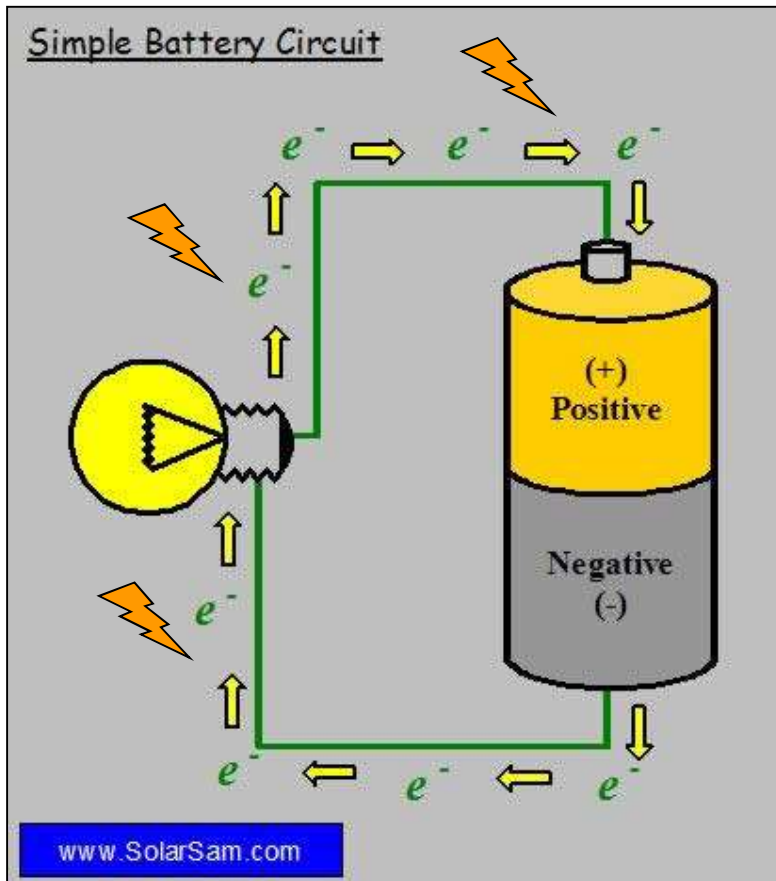 Simple Battery Circuit
e - e - e -
e -
(+)
Positive
Negative
(-)
e -
e - e - e -
www.SolarSam.com